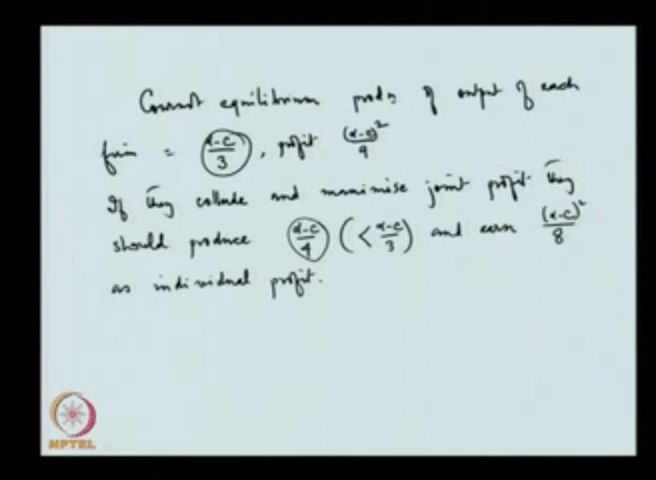 Cournot equilibrium prodn of output of each
firm = (α-c)/3, profit (α-c)²/9
If they collude and maximise joint profit they
should produce (α-c)/4 (< (α-c)/3) and earn (α-c)²/8
as individual profit.
NPTEL